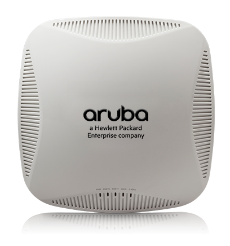 aruba
a Hewlett Packard
Enterprise company